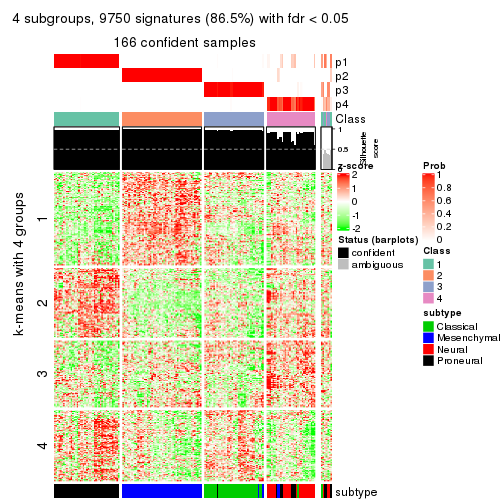 4 subgroups, 9750 signatures (86.5%) with fdr < 0.05
166 confident samples
p1
p2
p3
p4
Class
1
0.5
0
Silhouette
score
k-means with 4 groups
1
2
3
4
subtype
z-score
2
1
0
-1
-2
Status (barplots)
confident
ambiguous
Prob
1
0.8
0.6
0.4
0.2
0
Class
1
2
3
4
subtype
Classical
Mesenchymal
Neural
Proneural